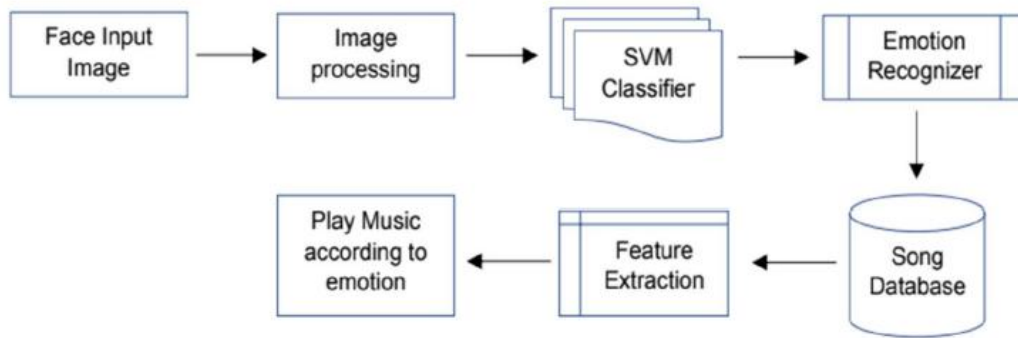 Face Input
Image
Image
processing
SVM
Classifier
Emotion
Recognizer
Song
Database
Feature
Extraction
Play Music
according to
emotion